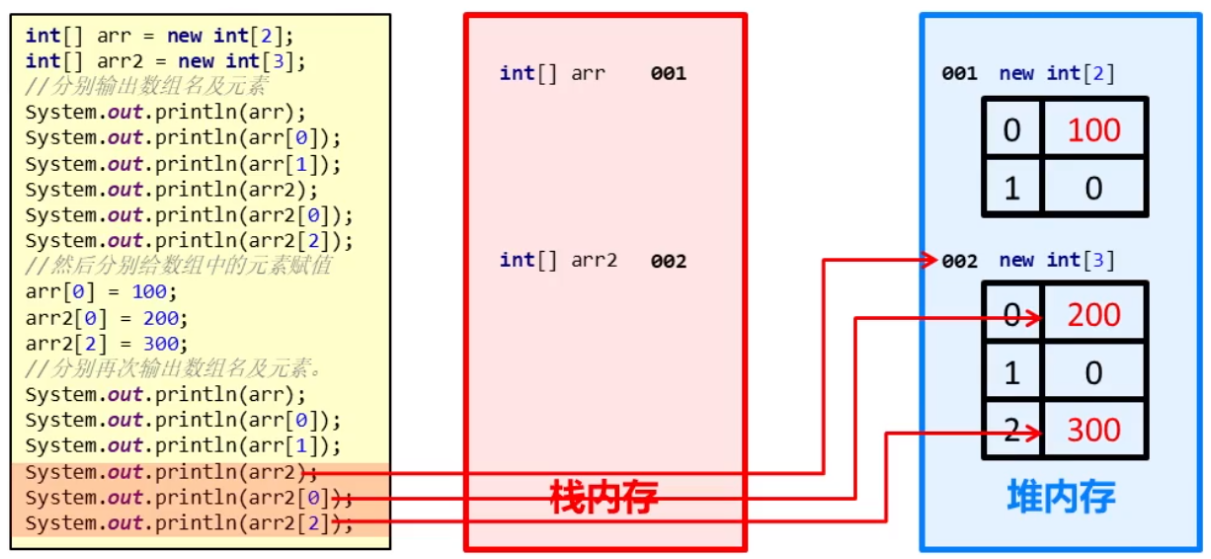 int[] arr = new int[2];
int[] arr2 = new int[3];
//分别输出数组名及元素
System.out.println(arr);
System.out.println(arr[0]);
System.out.println(arr[1]);
System.out.println(arr2);
System.out.println(arr2[0]);
System.out.println(arr2[2]);
//然后分别给数组中的元素赋值
arr[0] = 100;
arr2[0] = 200;
arr2[2] = 300;
//分别再次输出数组名及元素。
System.out.println(arr);
System.out.println(arr[0]);
System.out.println(arr[1]);
System.out.println(arr2);
System.out.println(arr2[0]);
System.out.println(arr2[2]);
int[] arr 001
int[] arr2 002
栈内存
001 new int[2]
0 100
1 0
002 new int[3]
0 200
1 0
2 300
堆内存